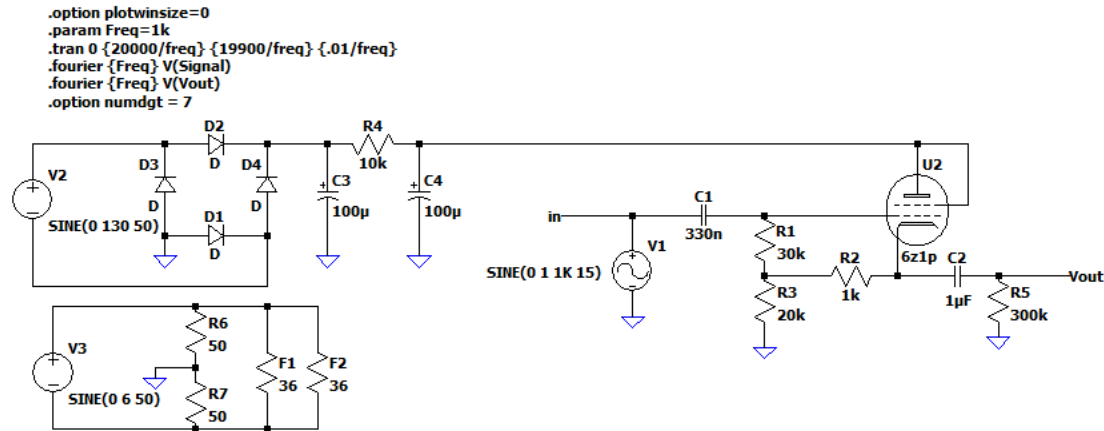 .option plotwinsize=0
.param Freq=1k
.tran 0 {20000/freq} {19900/freq} {.01/freq}
.fourier {Freq} V(Signal)
.fourier {Freq} V(Vout)
.option numdgt = 7
V2
SINE(0 130 50)
D3
D
D2
D
D1
D
D4
D
C3
100µ
R4
10k
C4
100µ
in
V1
SINE(0 1 1K 15)
C1
330n
R1
30k
R3
20k
R2
1k
U2
6z1p
C2
1µF
R5
300k
Vout
V3
SINE(0 6 50)
R6
50
R7
50
F1
36
F2
36